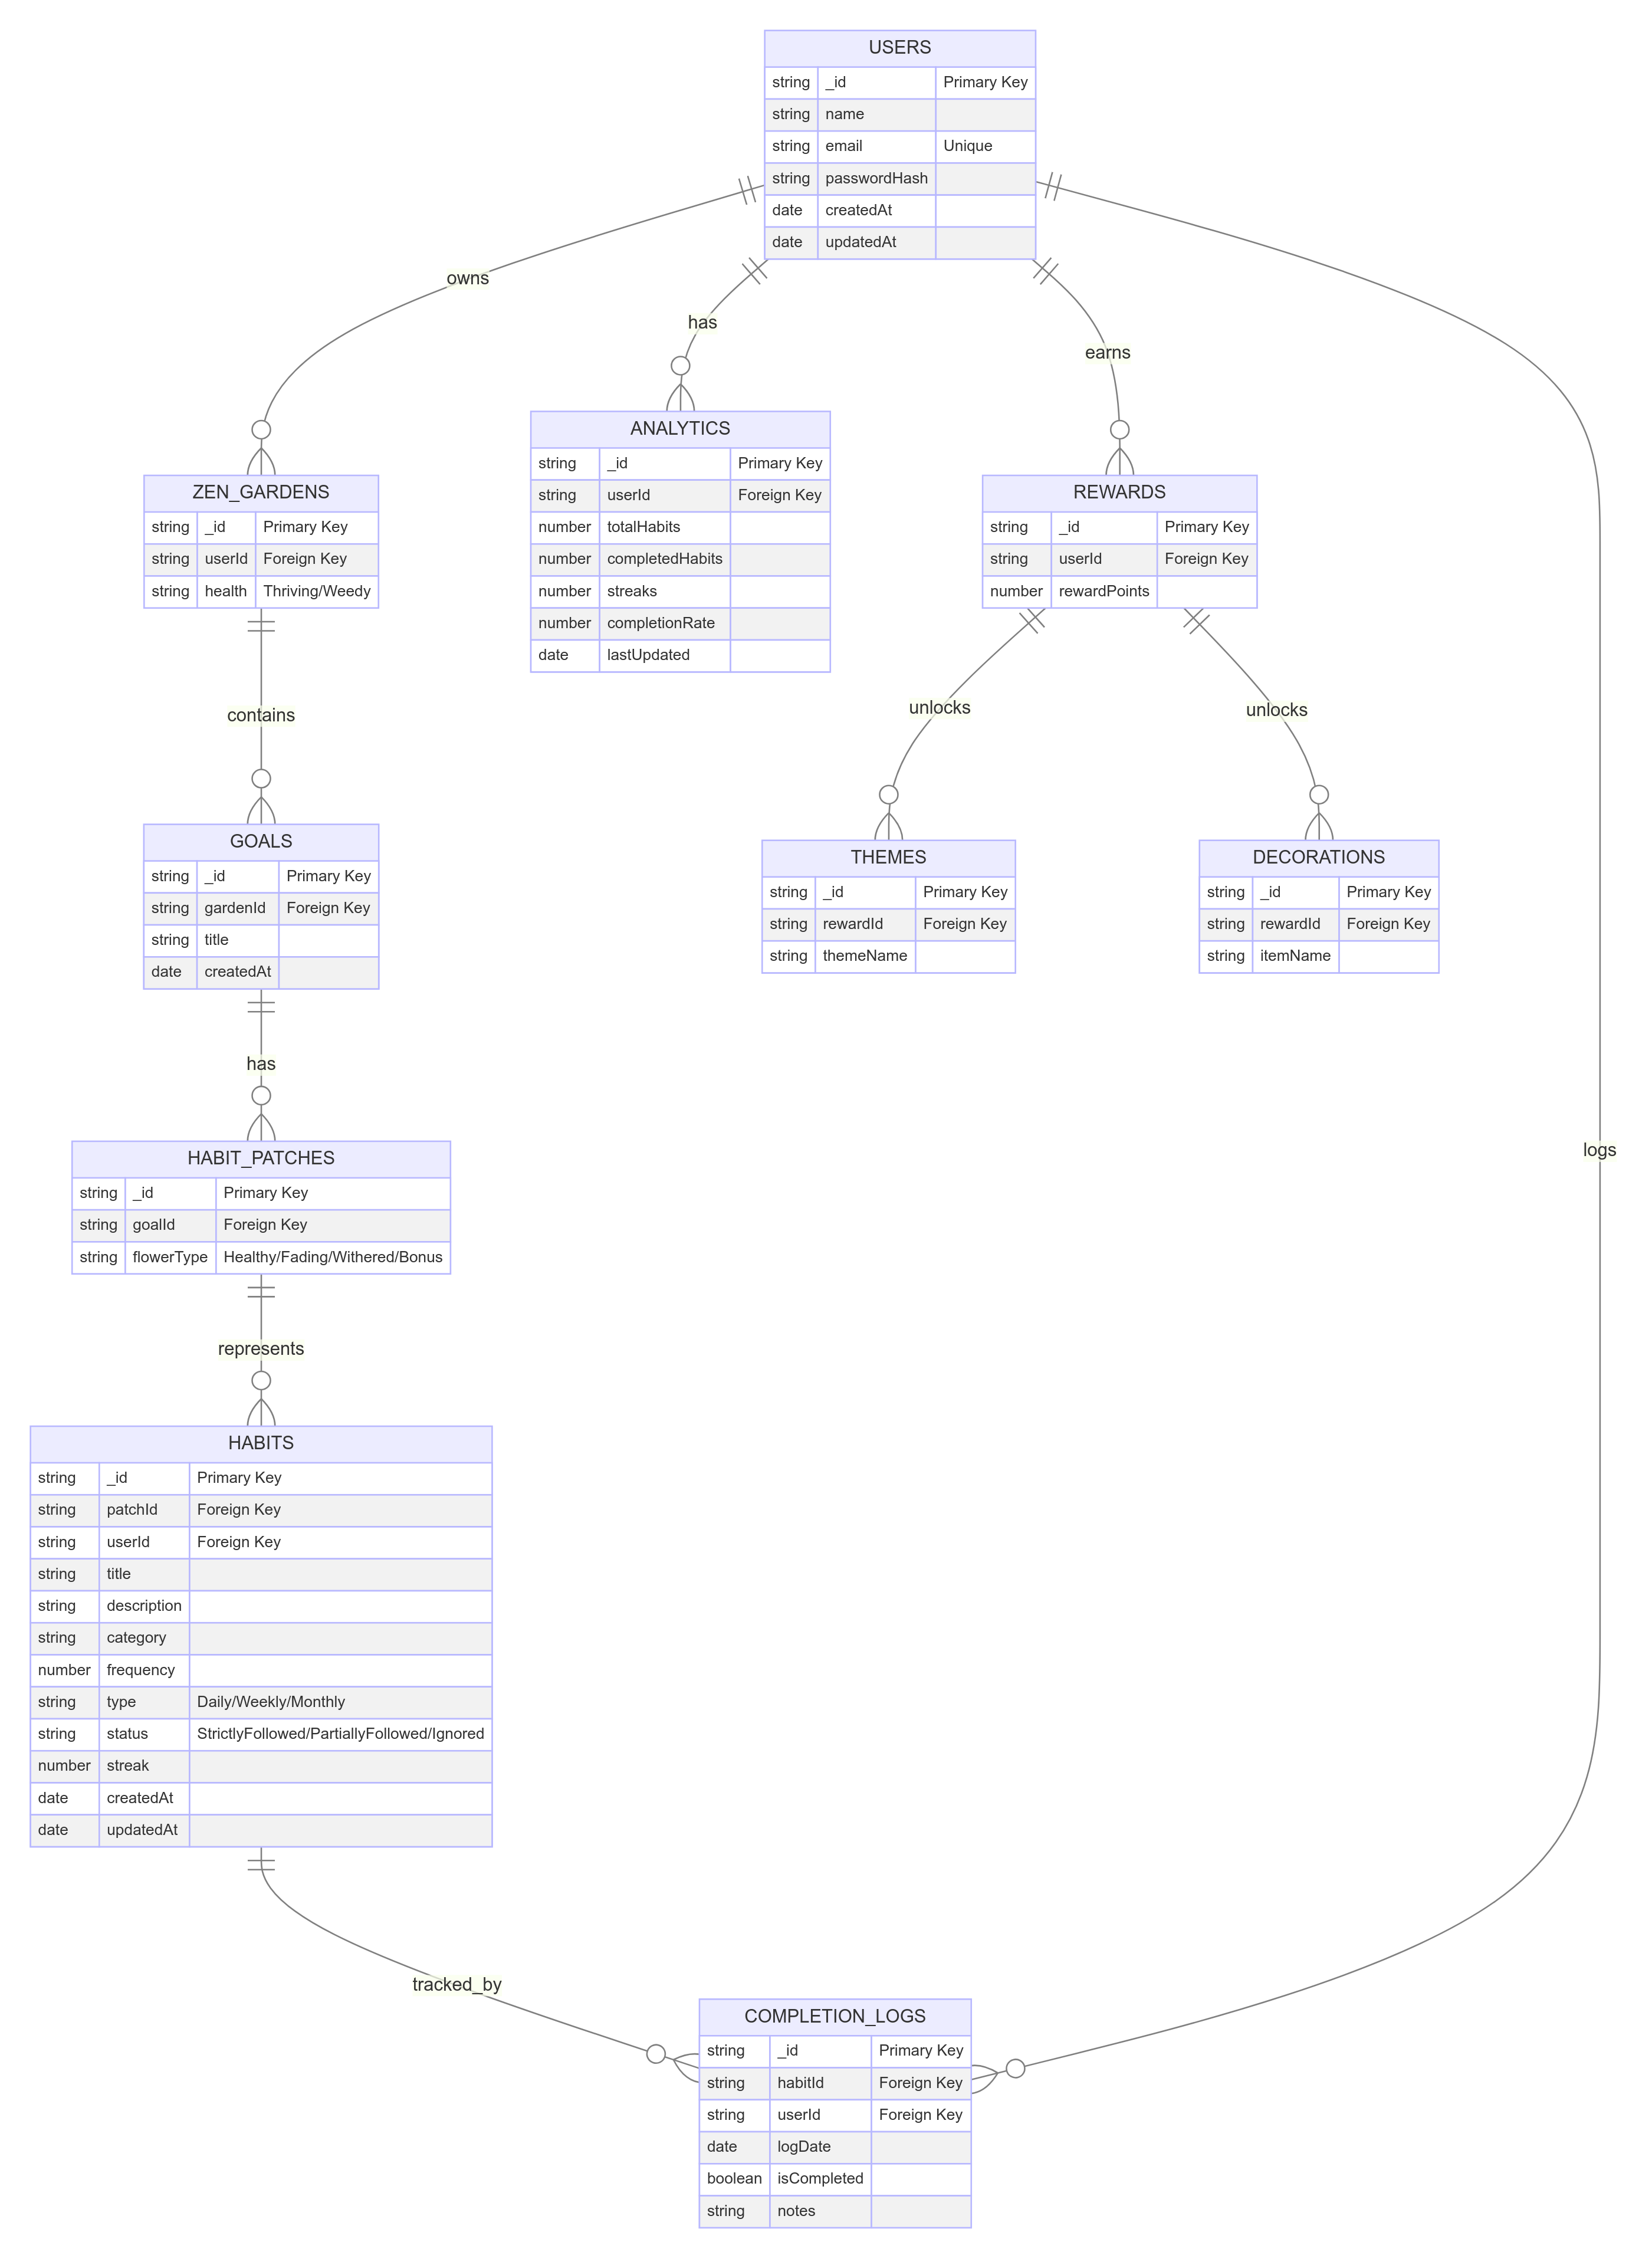 USERS
string _id Primary Key
string name
string email Unique
string passwordHash
date createdAt
date updatedAt
owns
has
earns
ANALYTICS
string _id Primary Key
string userId Foreign Key
number totalHabits
number completedHabits
number streaks
number completionRate
date lastUpdated
ZEN_GARDENS
string _id Primary Key
string userId Foreign Key
string health Thriving/Weedy
REWARDS
string _id Primary Key
string userId Foreign Key
number rewardPoints
contains
unlocks
unlocks
GOALS
string _id Primary Key
string gardenId Foreign Key
string title
date createdAt
THEMES
string _id Primary Key
string rewardId Foreign Key
string themeName
DECORATIONS
string _id Primary Key
string rewardId Foreign Key
string itemName
has
logs
HABIT_PATCHES
string _id Primary Key
string goalId Foreign Key
string flowerType Healthy/Fading/Withered/Bonus
represents
HABITS
string _id Primary Key
string patchId Foreign Key
string userId Foreign Key
string title
string description
string category
number frequency
string type Daily/Weekly/Monthly
string status StrictlyFollowed/PartiallyFollowed/Ignored
number streak
date createdAt
date updatedAt
tracked_by
COMPLETION_LOGS
string _id Primary Key
string habitId Foreign Key
string userId Foreign Key
date logDate
boolean isCompleted
string notes